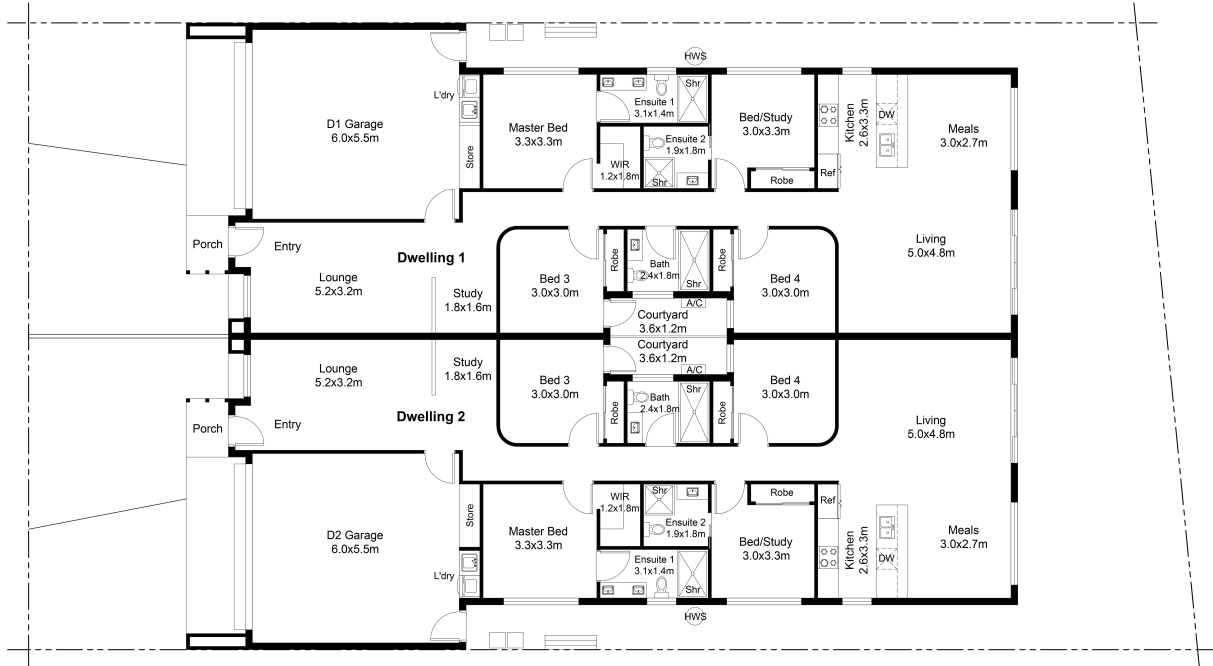 HWS
L'dry
Shr
Ensuite 1
3.1x1.4m
D1 Garage
6.0x5.5m
Master Bed
3.3x3.3m
Bed/Study
3.0x3.3m
Kitchen
2.6x3.3m
DW
Meals
3.0x2.7m
Store
WIR
1.2x1.8m
Ensuite 2
1.9x1.8m
Shr
Robe
Ref
Porch
Entry
Dwelling 1
Lounge
5.2x3.2m
Study
1.8x1.6m
Bed 3
3.0x3.0m
Robe
Bath
2.4x1.8m
Shr
Robe
Bed 4
3.0x3.0m
Living
5.0x4.8m
A/C
Courtyard
3.6x1.2m
Courtyard
3.6x1.2m
A/C
Lounge
5.2x3.2m
Study
1.8x1.6m
Bed 3
3.0x3.0m
Robe
Bath
2.4x1.8m
Shr
Robe
Bed 4
3.0x3.0m
Living
5.0x4.8m
Dwelling 2
Entry
Porch
Store
WIR
1.2x1.8m
Shr
Ensuite 2
1.9x1.8m
Robe
Ref
D2 Garage
6.0x5.5m
Master Bed
3.3x3.3m
Bed/Study
3.0x3.3m
Kitchen
2.6x3.3m
DW
Meals
3.0x2.7m
L'dry
Ensuite 1
3.1x1.4m
Shr
HWS